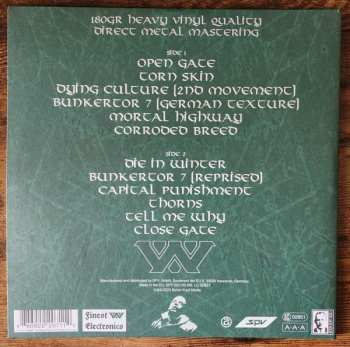 180GR HEAVY VINYL QUALITY
DIRECT METAL MASTERING
SIDE 1
OPEN GATE
TORN SKIN
DYING CULTURE (2ND MOVEMENT)
BUNKERTOR 7 (GERMAN TEXTURE)
MORTAL HIGHWAY
CORRODED BREED
SIDE 2
DIE IN WINTER
BUNKERTOR 7 (REPRISED)
CAPITAL PUNISHMENT
THORNS
TELL ME WHY
CLOSE GATE
Finest
Electronics
SPV
LC 02951
A-A-A